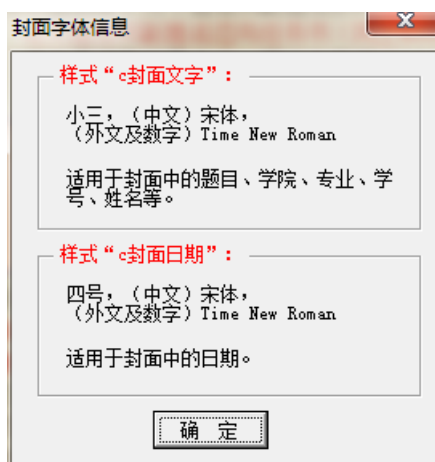 封面字体信息
样式“c封面文字”：
小三，（中文）宋体，
（外文及数字）Time New Roman
适用于封面中的题目、学院、专业、学
号、姓名等。
样式“c封面日期”：
四号，（中文）宋体，
（外文及数字）Time New Roman
适用于封面中的日期。
确 定